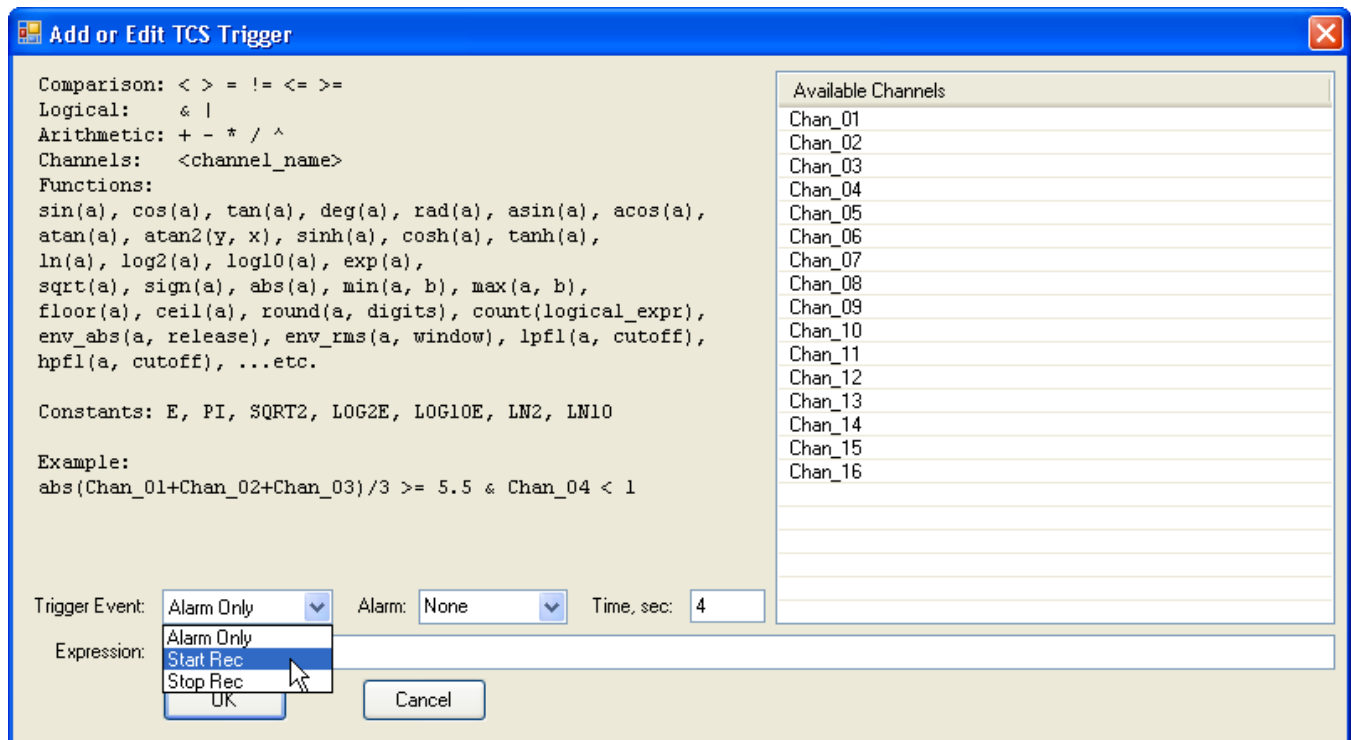 Add or Edit TCS Trigger
Comparison: < > = != <= >=
Logical: & |
Arithmetic: + - * / ^
Channels: <channel_name>
Functions:
sin(a), cos(a), tan(a), deg(a), rad(a), asin(a), acos(a),
atan(a), atan2(y, x), sinh(a), cosh(a), tanh(a),
ln(a), log2(a), log10(a), exp(a),
sqrt(a), sign(a), abs(a), min(a, b), max(a, b),
floor(a), ceil(a), round(a, digits), count(logical_expr),
env_abs(a, release), env_rms(a, window), lpf1(a, cutoff),
hpf1(a, cutoff), ...etc.
Constants: E, PI, SQRT2, LOG2E, LOG10E, LN2, LN10
Example:
abs(Chan_01+Chan_02+Chan_03)/3 >= 5.5 & Chan_04 < 1
Available Channels
Chan_01
Chan_02
Chan_03
Chan_04
Chan_05
Chan_06
Chan_07
Chan_08
Chan_09
Chan_10
Chan_11
Chan_12
Chan_13
Chan_14
Chan_15
Chan_16
Trigger Event: Alarm Only Alarm: None Time, sec: 4
Alarm Only
Expression: Start Rec
Stop Rec
OK Cancel